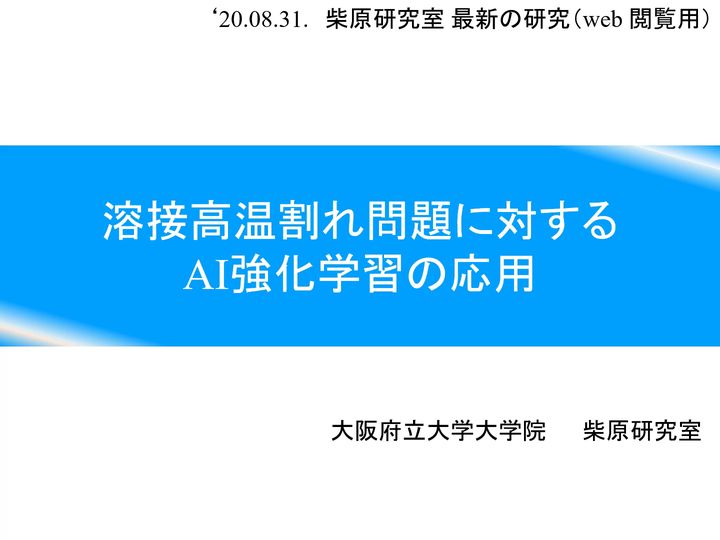 ‘20.08.31. 柴原研究室 最新の研究（web 閲覧用）
溶接高温割れ問題に対する
AI強化学習の応用
大阪府立大学大学院 柴原研究室